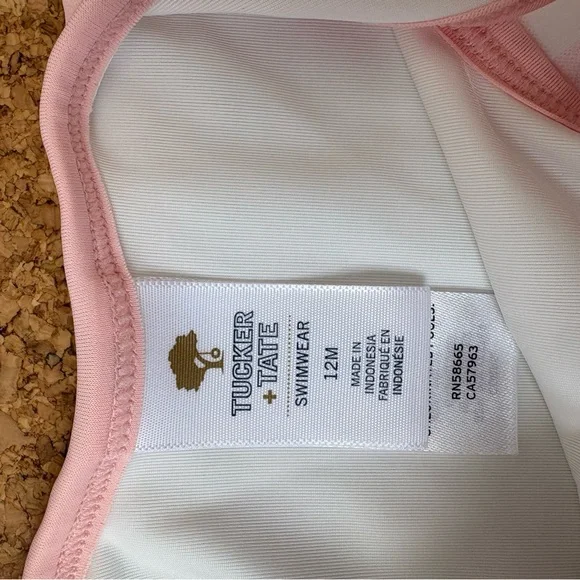 TUCKER
+ TATE
SWIMWEAR
12M
MADE IN
INDONESIA
FABRIQUÉ EN
INDONÉSIE
RN58665
CA57963